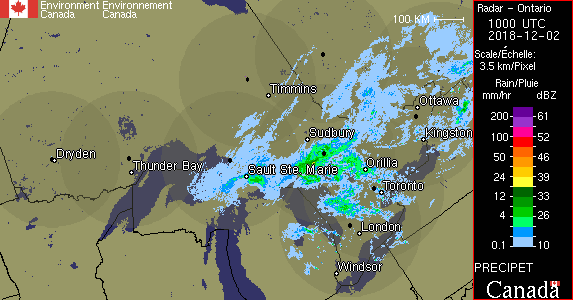 Environment Environnement
Canada Canada
100 KM
Timmins
Ottawa
Sudbury
Kingston
Dryden
Thunder Bay
Sault Ste. Marie
Orillia
Toronto
London
Windsor
Radar - Ontario
1000 UTC
2018-12-02
Scale/Échelle:
3.5 km/Pixel
Rain/Pluie
mm/hr dBZ
200 61
100 52
50 46
24 39
12 33
4 26
0.1 10
PRECIPET
Canada